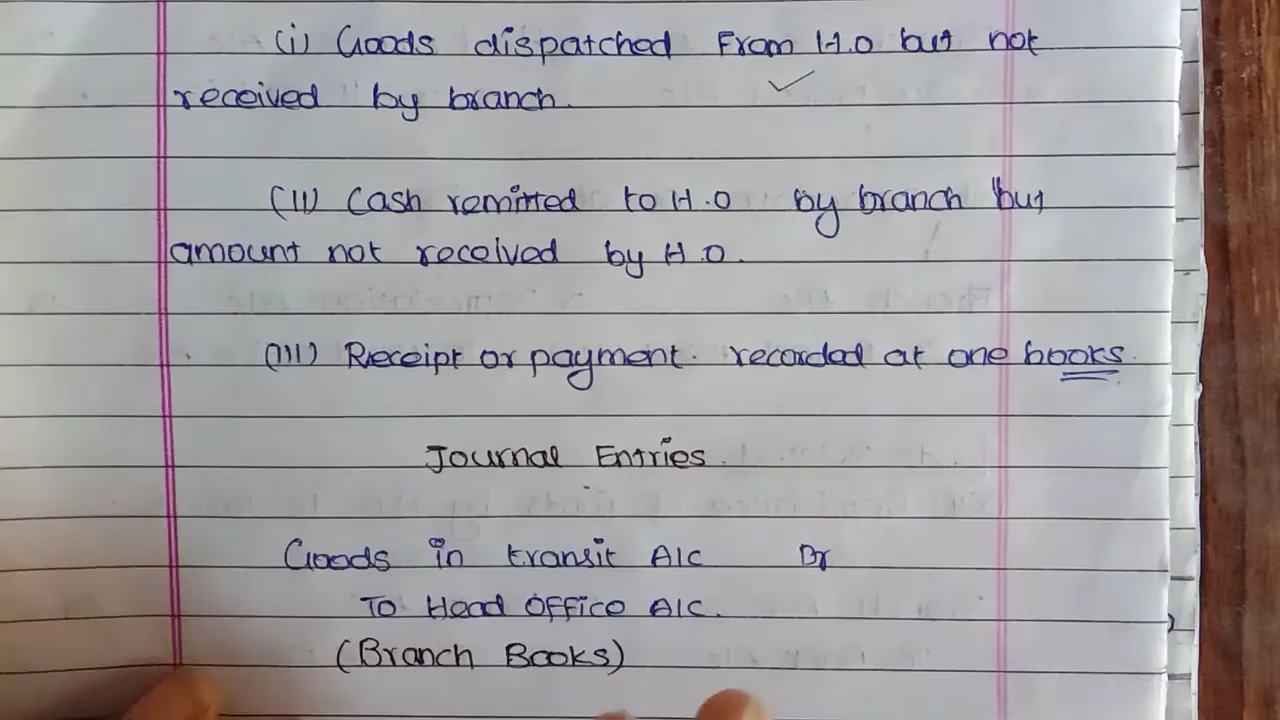 (i) Goods dispatched From H.O but not
received by branch.
(II) Cash remitted to H.O by branch but
amount not received by H.O.
(III) Receipt or payment. recorded at one books.
Journal Entries.
Goods in transit A/C Dr
To Head Office A/C.
(Branch Books)